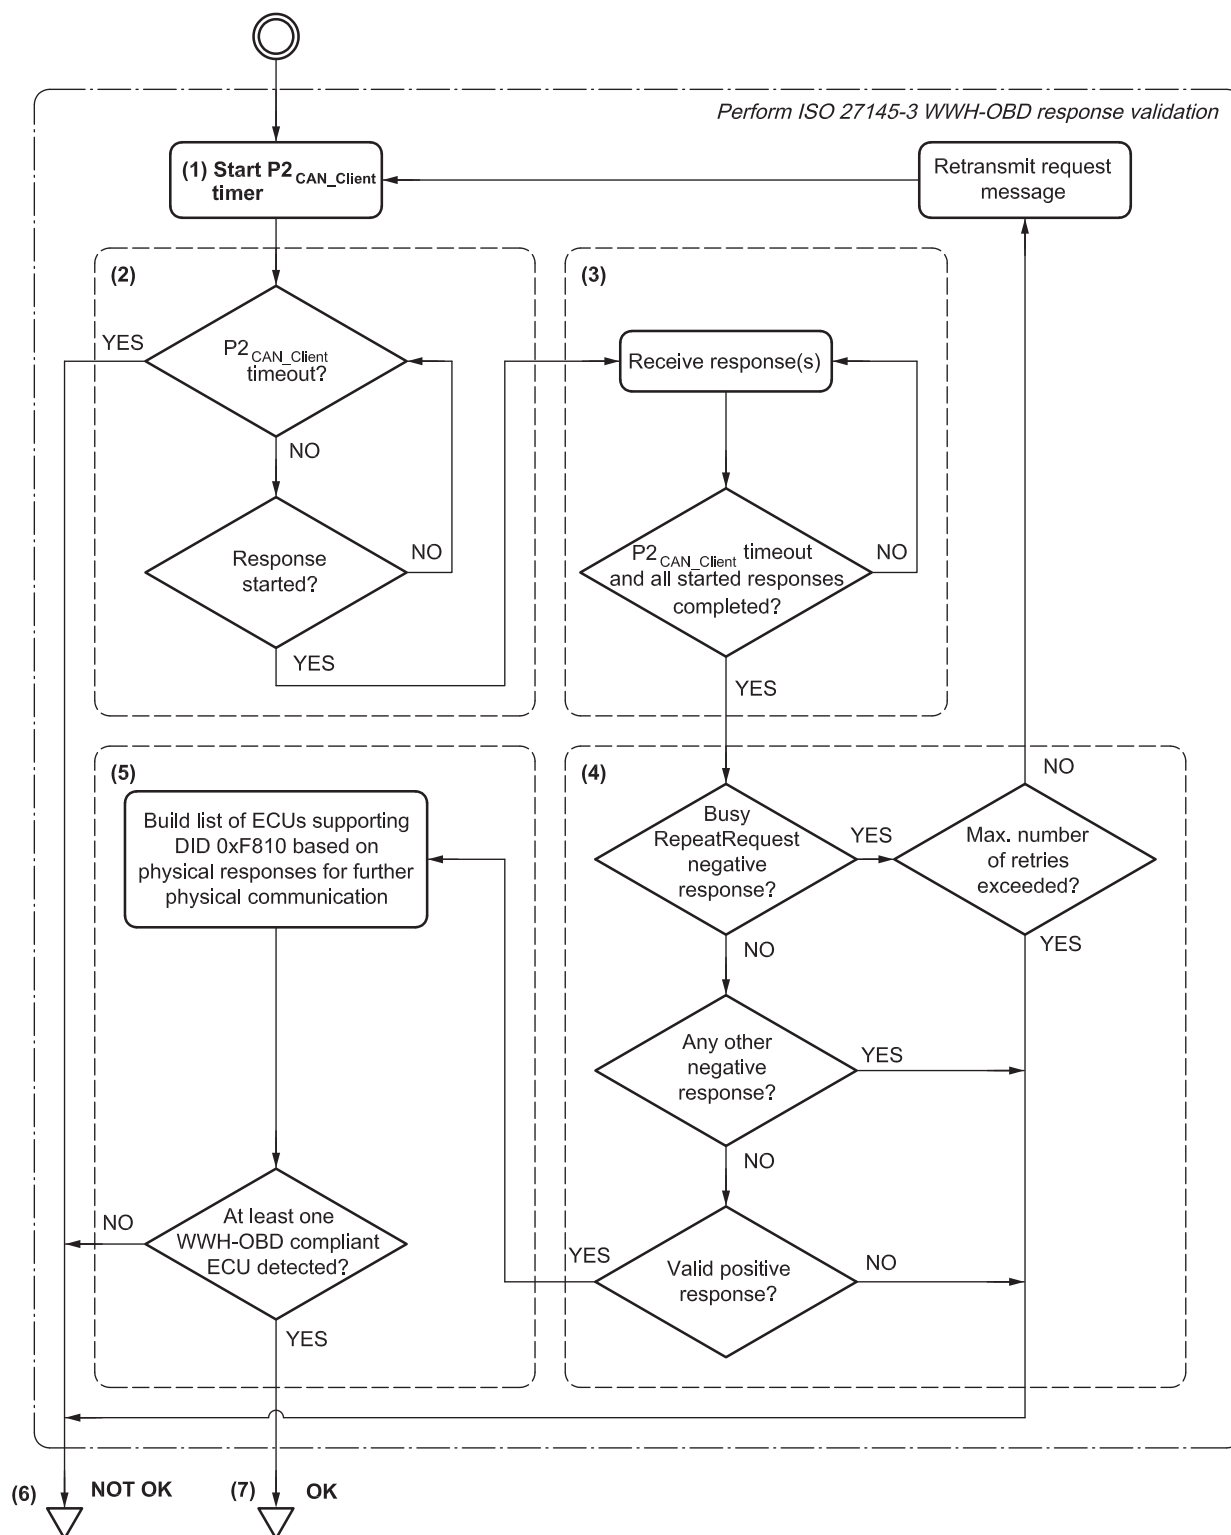 Perform ISO 27145-3 WWH-OBD response validation
(1) Start P2CAN_Client
timer
Retransmit request
message
(2)
YES
P2CAN_Client
timeout?
NO
Response
started?
NO
YES
(3)
Receive response(s)
P2CAN_Client timeout
and all started responses
completed?
NO
YES
(4)
Busy
RepeatRequest
negative
response?
YES
NO
Max. number
of retries
exceeded?
YES
NO
Any other
negative
response?
YES
NO
Valid positive
response?
YES
NO
(5)
Build list of ECUs supporting
DID 0xF810 based on
physical responses for further
physical communication
NO
At least one
WWH-OBD compliant
ECU detected?
YES
(6)
NOT OK
(7)
OK